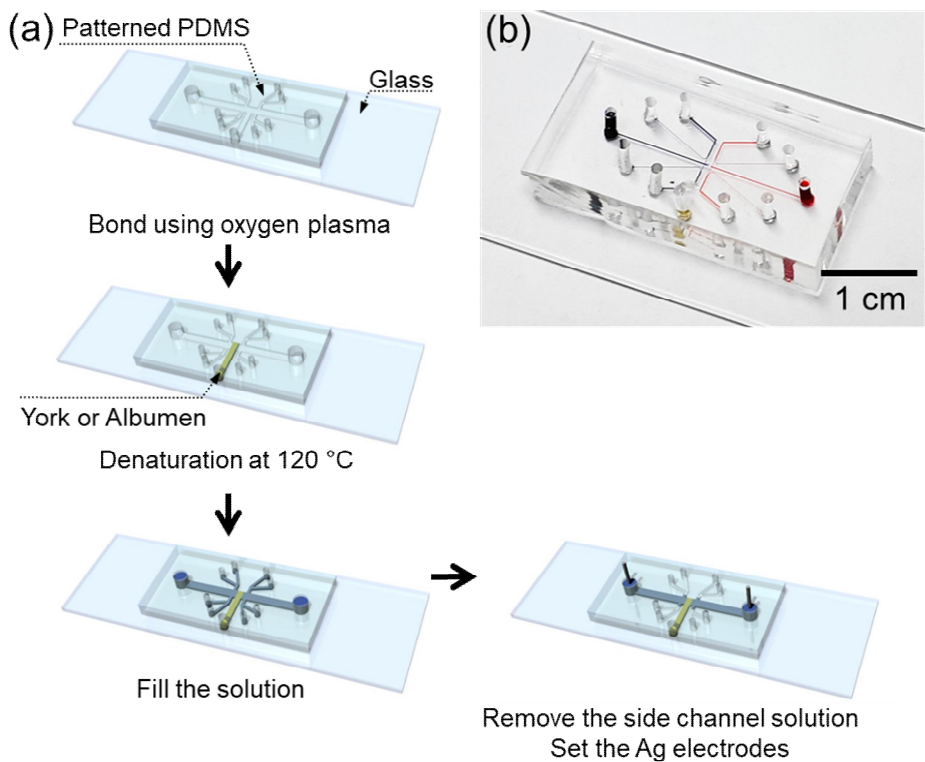 (a)
Patterned PDMS
Glass
Bond using oxygen plasma
York or Albumen
Denaturation at 120 °C
Fill the solution
Remove the side channel solution
Set the Ag electrodes
(b)
1 cm